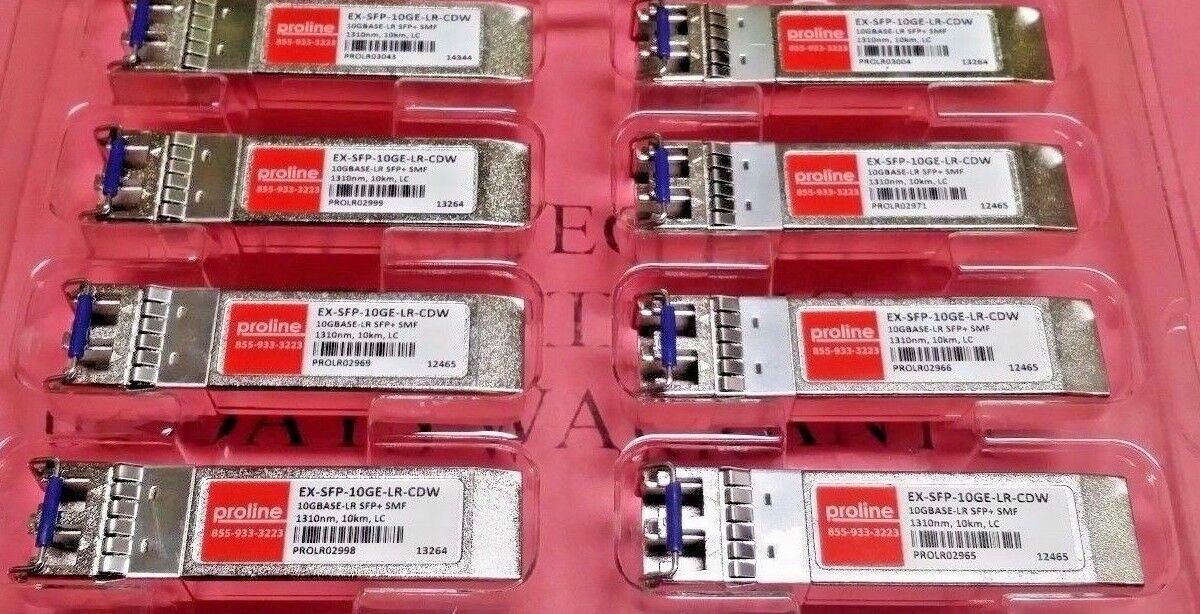 proline
855-933-3223
EX-SFP-10GE-LR-CDW
10GBASE-LR SFP+ SMF
1310nm, 10km, LC
PROLR03043 14344
proline
855-933-3223
EX-SFP-10GE-LR-CDW
10GBASE-LR SFP+ SMF
1310nm, 10km, LC
PROLR03004 13264
proline
855-933-3223
EX-SFP-10GE-LR-CDW
10GBASE-LR SFP+ SMF
1310nm, 10km, LC
PROLR02999 13264
proline
855-933-3223
EX-SFP-10GE-LR-CDW
10GBASE-LR SFP+ SMF
1310nm, 10km, LC
PROLR02971 12465
proline
855-933-3223
EX-SFP-10GE-LR-CDW
10GBASE-LR SFP+ SMF
1310nm, 10km, LC
PROLR02969 12465
proline
855-933-3223
EX-SFP-10GE-LR-CDW
10GBASE-LR SFP+ SMF
1310nm, 10km, LC
PROLR02966 12465
proline
855-933-3223
EX-SFP-10GE-LR-CDW
10GBASE-LR SFP+ SMF
1310nm, 10km, LC
PROLR02998 13264
proline
855-933-3223
EX-SFP-10GE-LR-CDW
10GBASE-LR SFP+ SMF
1310nm, 10km, LC
PROLR02965 12465